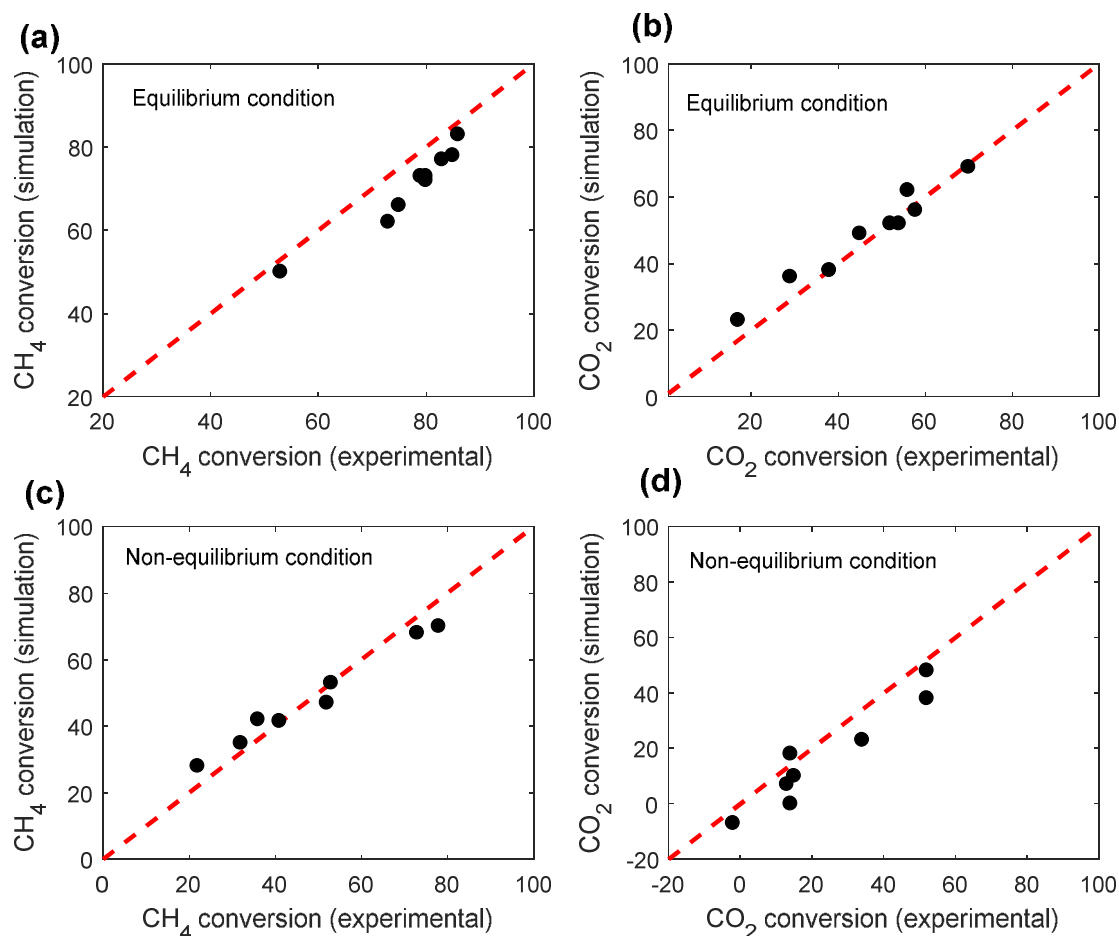 (a)
100
80
60
40
20
CH4 conversion (simulation)
Equilibrium condition
20 40 60 80 100
CH4 conversion (experimental)
(b)
100
80
60
40
20
0
CO2 conversion (simulation)
Equilibrium condition
20 40 60 80 100
CO2 conversion (experimental)
(c)
100
80
60
40
20
0
CH4 conversion (simulation)
Non-equilibrium condition
0 20 40 60 80 100
CH4 conversion (experimental)
(d)
100
80
60
40
20
0
-20
CO2 conversion (simulation)
Non-equilibrium condition
-20 0 20 40 60 80 100
CO2 conversion (experimental)